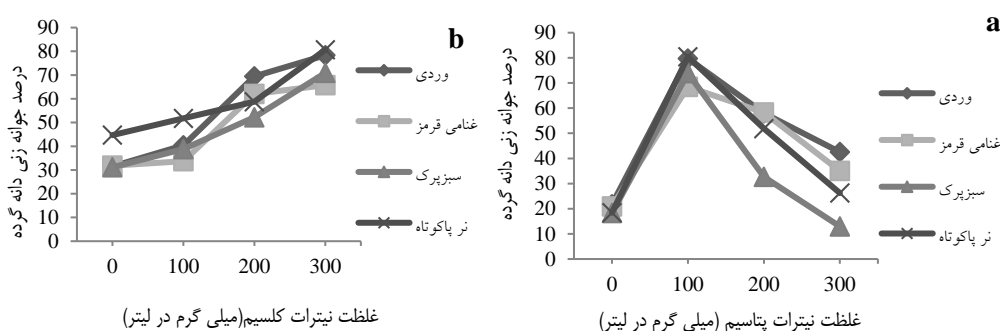 b
درصد جوانه زنی دانه گرده
90
80
70
60
50
40
30
20
10
0
0 100 200 300
غلظت نیترات کلسیم(میلی گرم در لیتر)
وردی
غنامی قرمز
سبزپرک
نر پاکوتاه
a
درصد جوانه زنی دانه گرده
90
80
70
60
50
40
30
20
10
0
0 100 200 300
غلظت نیترات پتاسیم (میلی گرم در لیتر)
وردی
غنامی قرمز
سبزپرک
نر پاکوتاه